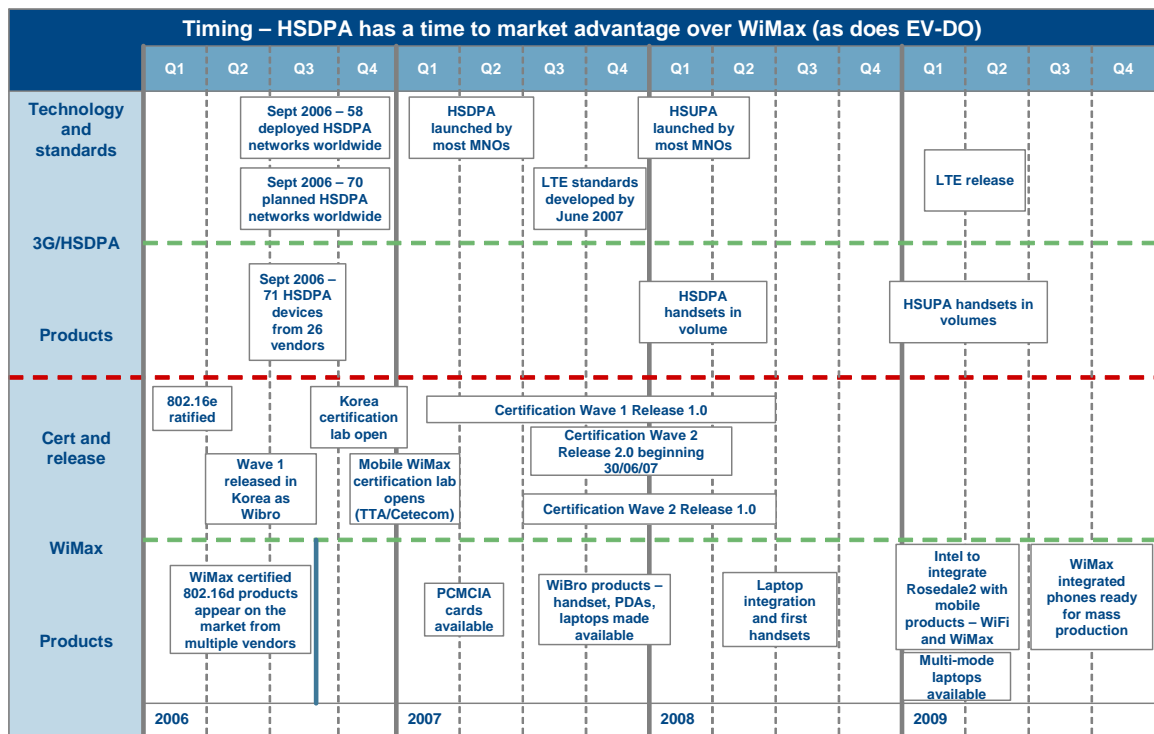 Timing – HSDPA has a time to market advantage over WiMax (as does EV-DO)
Q1 Q2 Q3 Q4 Q1 Q2 Q3 Q4 Q1 Q2 Q3 Q4 Q1 Q2 Q3 Q4
Technology
and
standards
Sept 2006 – 58
deployed HSDPA
networks worldwide
HSDPA
launched by
most MNOs
HSUPA
launched by
most MNOs
Sept 2006 – 70
planned HSDPA
networks worldwide
LTE standards
developed by
June 2007
LTE release
3G/HSDPA
Products
Sept 2006 –
71 HSDPA
devices
from 26
vendors
HSDPA
handsets in
volume
HSUPA handsets in
volumes
Cert and
release
802.16e
ratified
Korea
certification
lab open
Certification Wave 1 Release 1.0
Certification Wave 2
Release 2.0 beginning
30/06/07
Wave 1
released in
Korea as
Wibro
Mobile WiMax
certification lab
opens
(TTA/Cetecom)
Certification Wave 2 Release 1.0
WiMax
Products
WiMax certified
802.16d products
appear on the
market from
multiple vendors
PCMCIA
cards
available
WiBro products –
handset, PDAs,
laptops made
available
Laptop
integration
and first
handsets
Intel to
integrate
Rosedale2 with
mobile
products – WiFi
and WiMax
WiMax
integrated
phones ready
for mass
production
Multi-mode
laptops
available
2006 2007 2008 2009